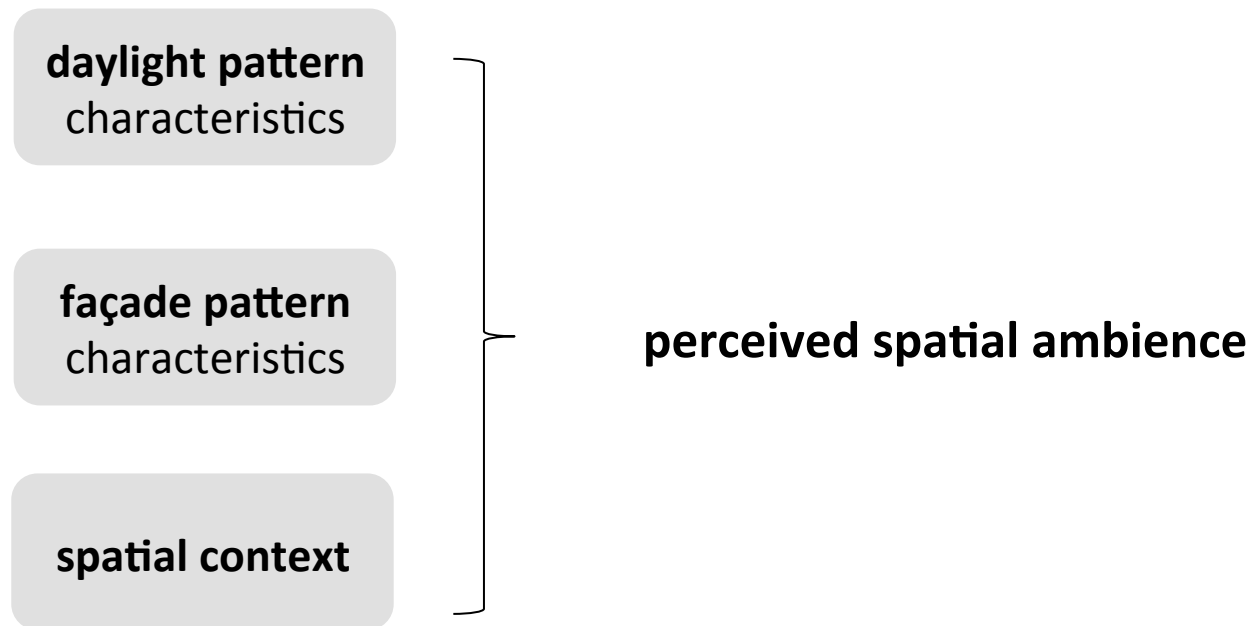 daylight pattern
characteristics
façade pattern
characteristics
perceived spatial ambience
spatial context